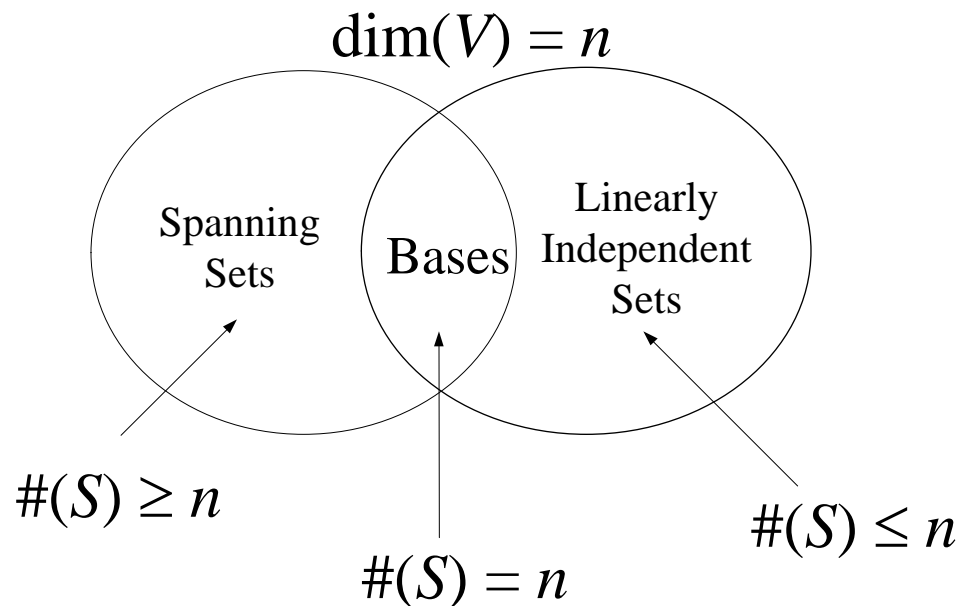 dim(V) = n
Spanning
Sets
Bases
Linearly
Independent
Sets
#(S) ≥ n
#(S) = n
#(S) ≤ n